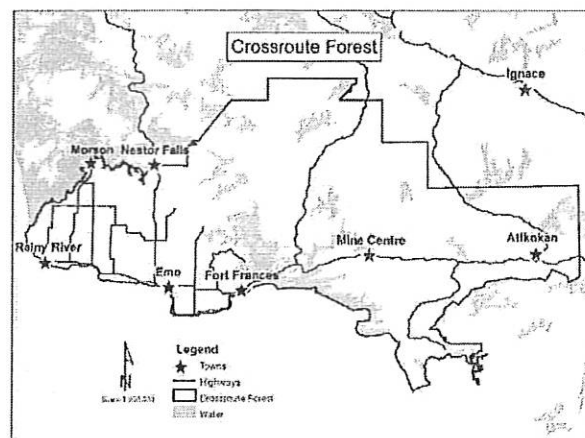 Crossroute Forest
Ignace
Morson
Nestor Falls
Rainy River
Mine Centre
Atikokan
Emo
Fort Frances
N
Legend
Towns
Highways
Crossroute Forest
Water